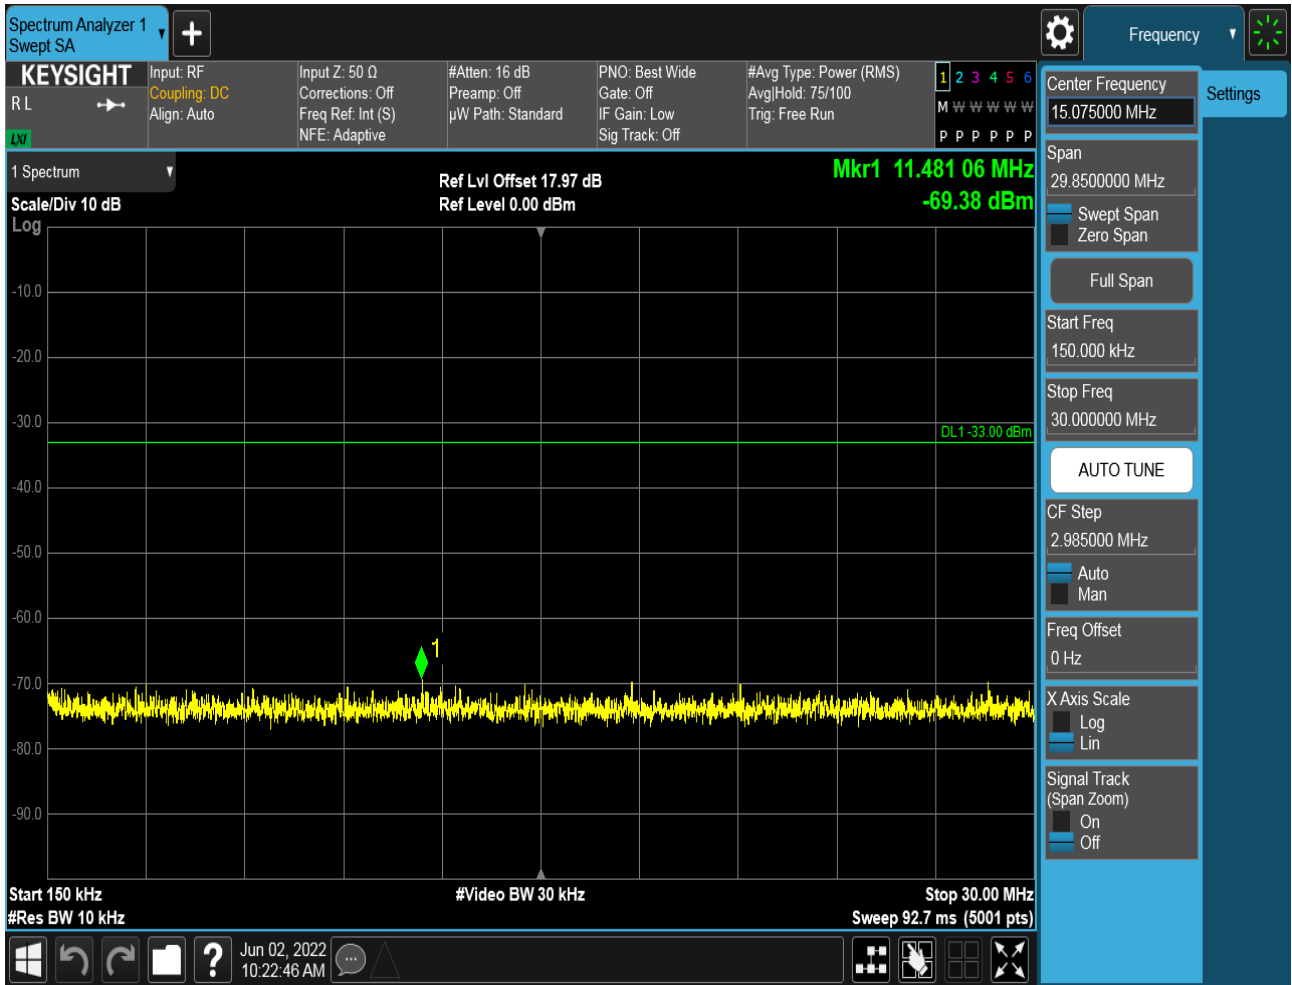 Spectrum Analyzer 1
Swept SA
Frequency
KEYSIGHT
R L
LXI
Input: RF
Coupling: DC
Align: Auto
Input Z: 50 Ω
Corrections: Off
Freq Ref: Int (S)
NFE: Adaptive
#Atten: 16 dB
Preamp: Off
µW Path: Standard
PNO: Best Wide
Gate: Off
IF Gain: Low
Sig Track: Off
#Avg Type: Power (RMS)
Avg|Hold: 75/100
Trig: Free Run
1 2 3 4 5 6
M W W W W W
P P P P P P
1 Spectrum
Scale/Div 10 dB
Log
Ref Lvl Offset 17.97 dB
Ref Level 0.00 dBm
Mkr1 11.481 06 MHz
-69.38 dBm
-10.0
-20.0
-30.0
DL1 -33.00 dBm
-40.0
-50.0
-60.0
1
-70.0
-80.0
-90.0
Start 150 kHz
#Res BW 10 kHz
#Video BW 30 kHz
Stop 30.00 MHz
Sweep 92.7 ms (5001 pts)
Center Frequency
15.075000 MHz
Settings
Span
29.8500000 MHz
Swept Span
Zero Span
Full Span
Start Freq
150.000 kHz
Stop Freq
30.000000 MHz
AUTO TUNE
CF Step
2.985000 MHz
Auto
Man
Freq Offset
0 Hz
X Axis Scale
Log
Lin
Signal Track
(Span Zoom)
On
Off
?
Jun 02, 2022
10:22:46 AM